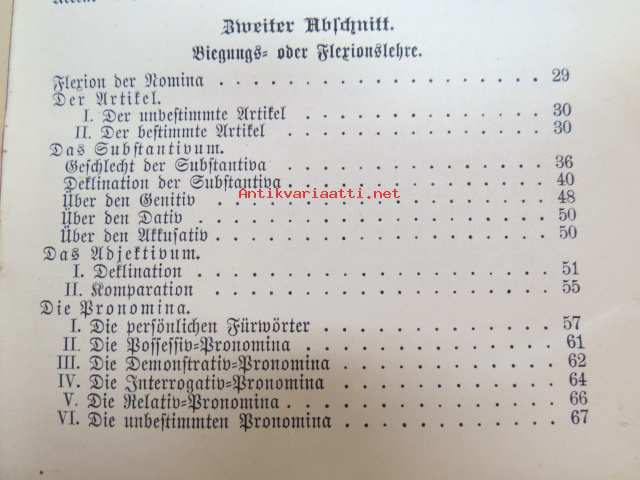 Zweiter Abschnitt.
Biegungs- oder Flexionslehre.
Flexion der Nomina . . . . . . . . . . . . . . . . . 29
Der Artikel.
I. Der unbestimmte Artikel . . . . . . . . . . . . . 30
II. Der bestimmte Artikel . . . . . . . . . . . . . . 30
Das Substantivum.
Geschlecht der Substantiva . . . . . . . . . . . . . 36
Deklination der Substantiva . . . . . . . . . . . . . 40
Antikvariaatti.net
Über den Genitiv . . . . . . . . . . . . . . . . . 48
Über den Dativ . . . . . . . . . . . . . . . . . . 50
Über den Akkusativ . . . . . . . . . . . . . . . . 50
Das Adjektivum.
I. Deklination . . . . . . . . . . . . . . . . . . 51
II. Komparation . . . . . . . . . . . . . . . . . . 55
Die Pronomina.
I. Die persönlichen Fürwörter . . . . . . . . . . . . 57
II. Die Possessiv-Pronomina . . . . . . . . . . . . . 61
III. Die Demonstrativ-Pronomina . . . . . . . . . . . 62
IV. Die Interrogativ-Pronomina . . . . . . . . . . . 64
V. Die Relativ-Pronomina . . . . . . . . . . . . . . 66
VI. Die unbestimmten Pronomina . . . . . . . . . . . 67